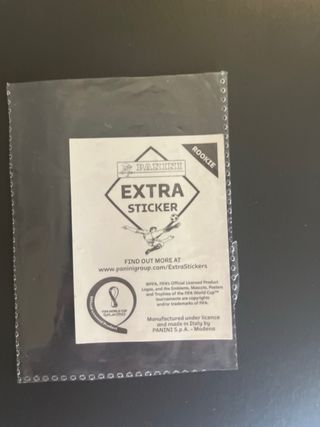 ROOKIE
PANINI
EXTRA
STICKER
FIND OUT MORE AT
www.paninigroup.com/ExtraStickers
©FIFA, FIFA's Official Licensed Product
Logos, and the Emblems, Mascots, Posters
and Trophies of the FIFA World Cup™
tournaments are copyrights
and/or trademarks of FIFA.
FIFA WORLD CUP
Qatar2022
Manufactured under licence
and made in Italy by
PANINI S.p.A. - Modena